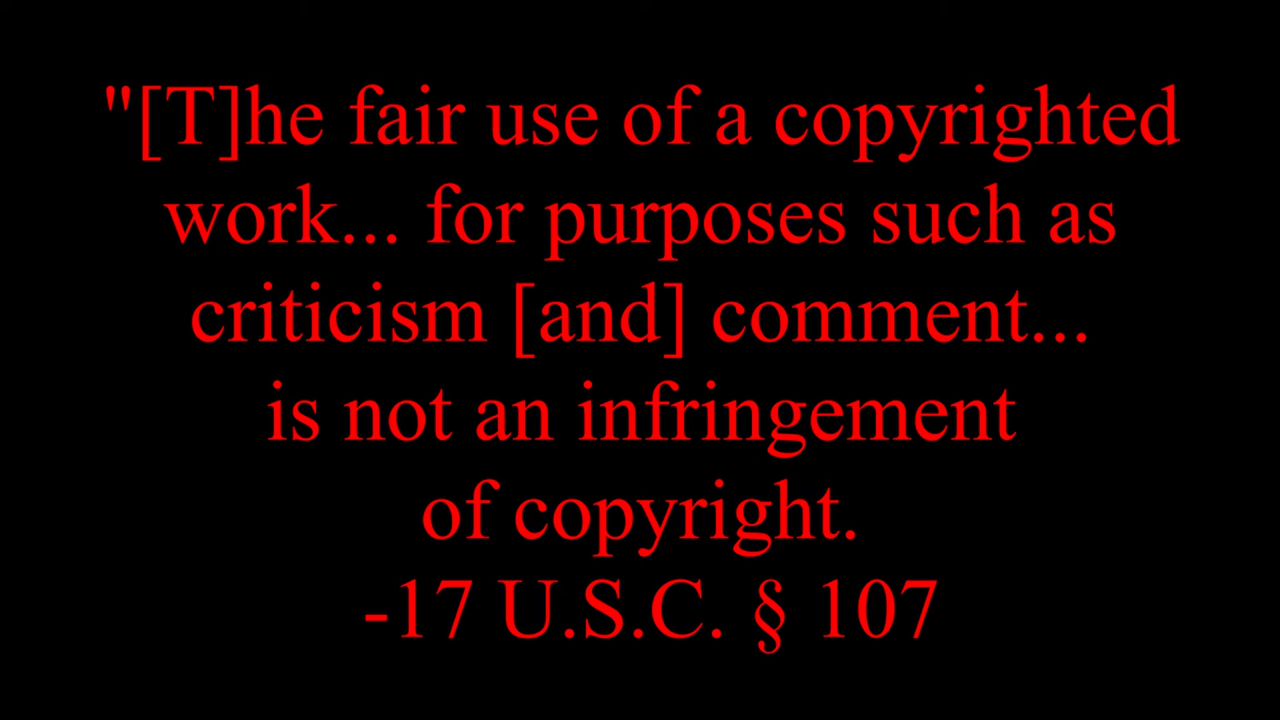 "[T]he fair use of a copyrighted
work... for purposes such as
criticism [and] comment...
is not an infringement
of copyright.
-17 U.S.C. § 107